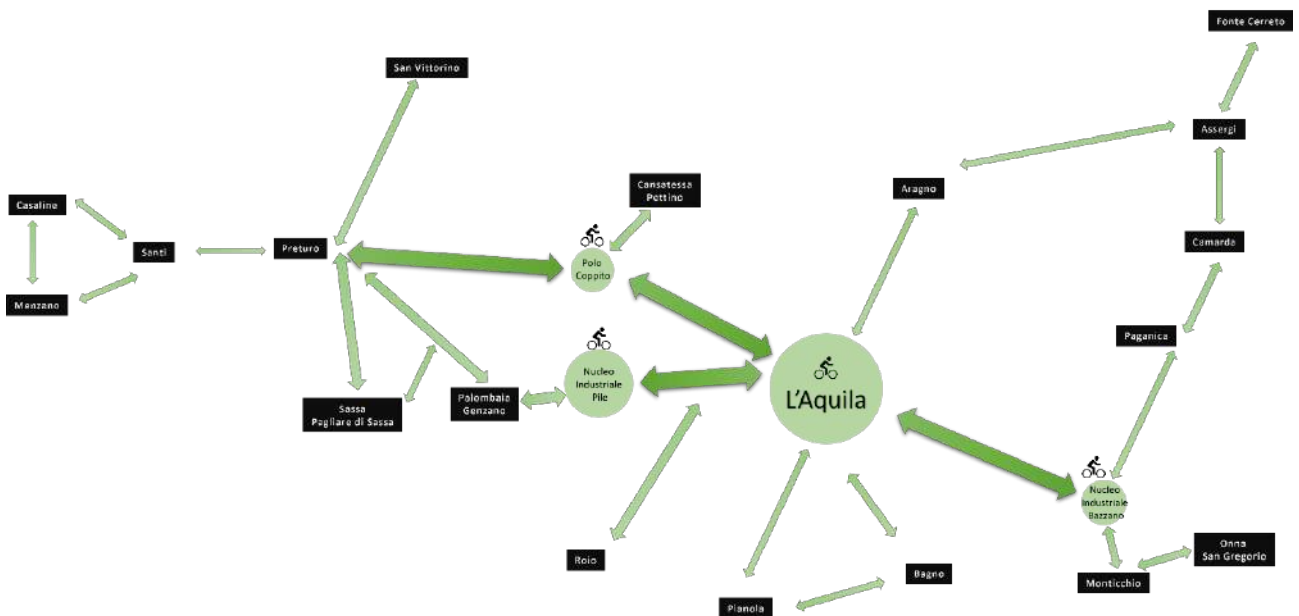 Fonte Cerreto
San Vittorino
Assergi
Cansatessa
Pettino
Aragno
Casaline
Santi
Preturo
Camarda
Polo
Coppito
Menzano
Paganica
Nucleo
Industriale
Pile
L'Aquila
Palombaia
Genzano
Sassa
Pagliare di Sassa
Nucleo
Industriale
Bazzano
Onna
San Gregorio
Roio
Bagno
Monticchio
Pianola